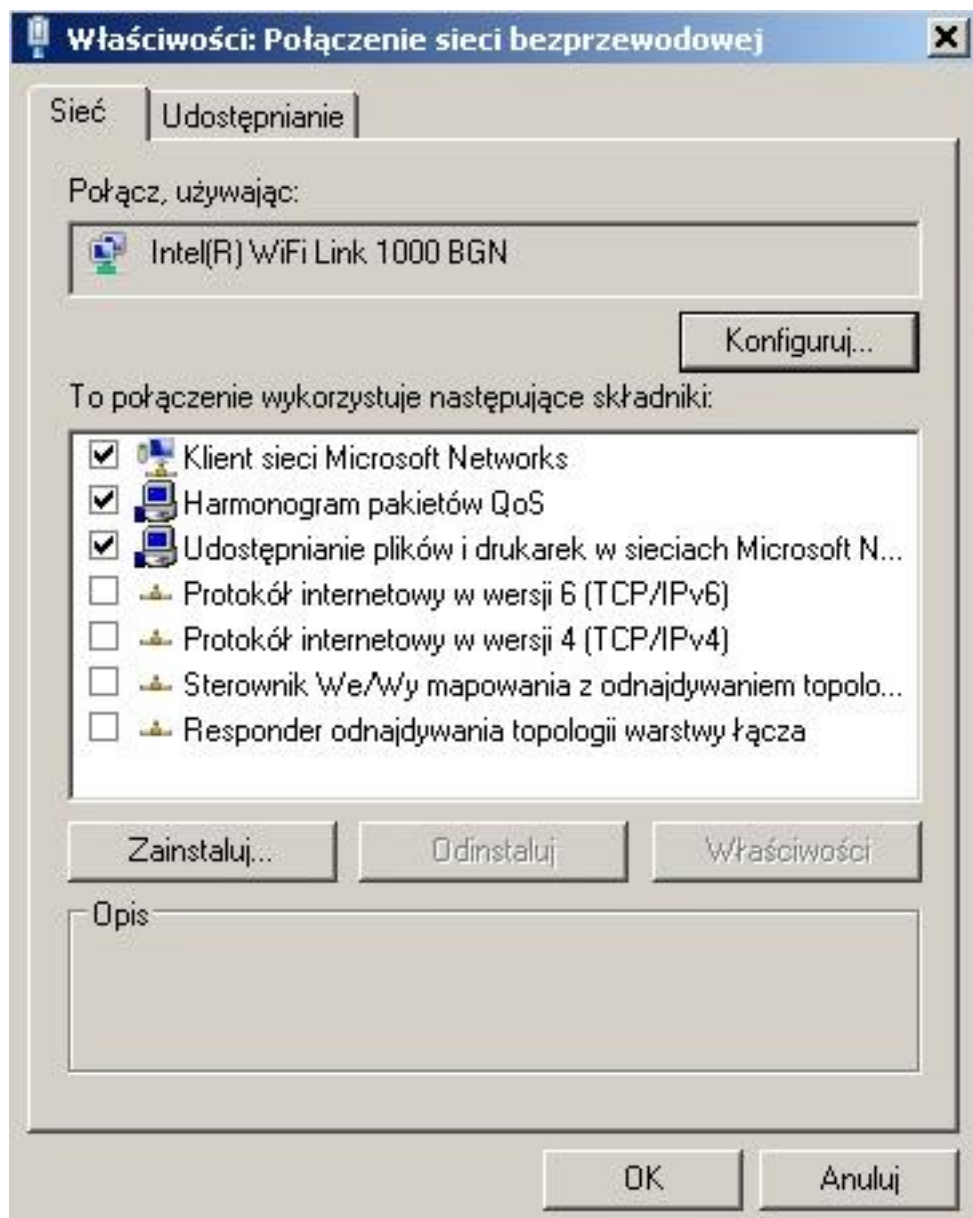 Właściwości: Połączenie sieci bezprzewodowej
Sieć
Udostępnianie
Połącz, używając:
Intel(R) WiFi Link 1000 BGN
Konfiguruj...
To połączenie wykorzystuje następujące składniki:
Klient sieci Microsoft Networks
Harmonogram pakietów QoS
Udostępnianie plików i drukarek w sieciach Microsoft N...
Protokół internetowy w wersji 6 (TCP/IPv6)
Protokół internetowy w wersji 4 (TCP/IPv4)
Sterownik We/Wy mapowania z odnajdywaniem topolo...
Responder odnajdywania topologii warstwy łącza
Zainstaluj...
Odinstaluj
Właściwości
Opis
OK
Anuluj